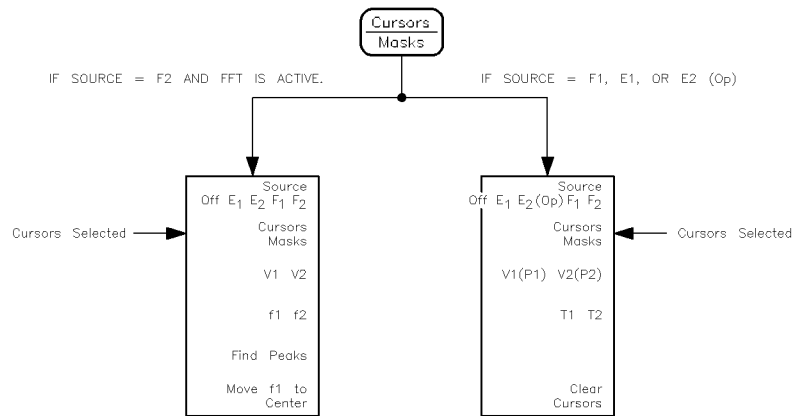 Cursors
Masks
IF SOURCE = F2 AND FFT IS ACTIVE.
IF SOURCE = F1, E1, OR E2 (Op)
Source
Off E1 E2 F1 F2
Cursors Selected
Cursors
Masks
V1 V2
f1 f2
Find Peaks
Move f1 to
Center
Source
Off E1 E2(Op) F1 F2
Cursors
Masks
Cursors Selected
V1(P1) V2(P2)
T1 T2
Clear
Cursors